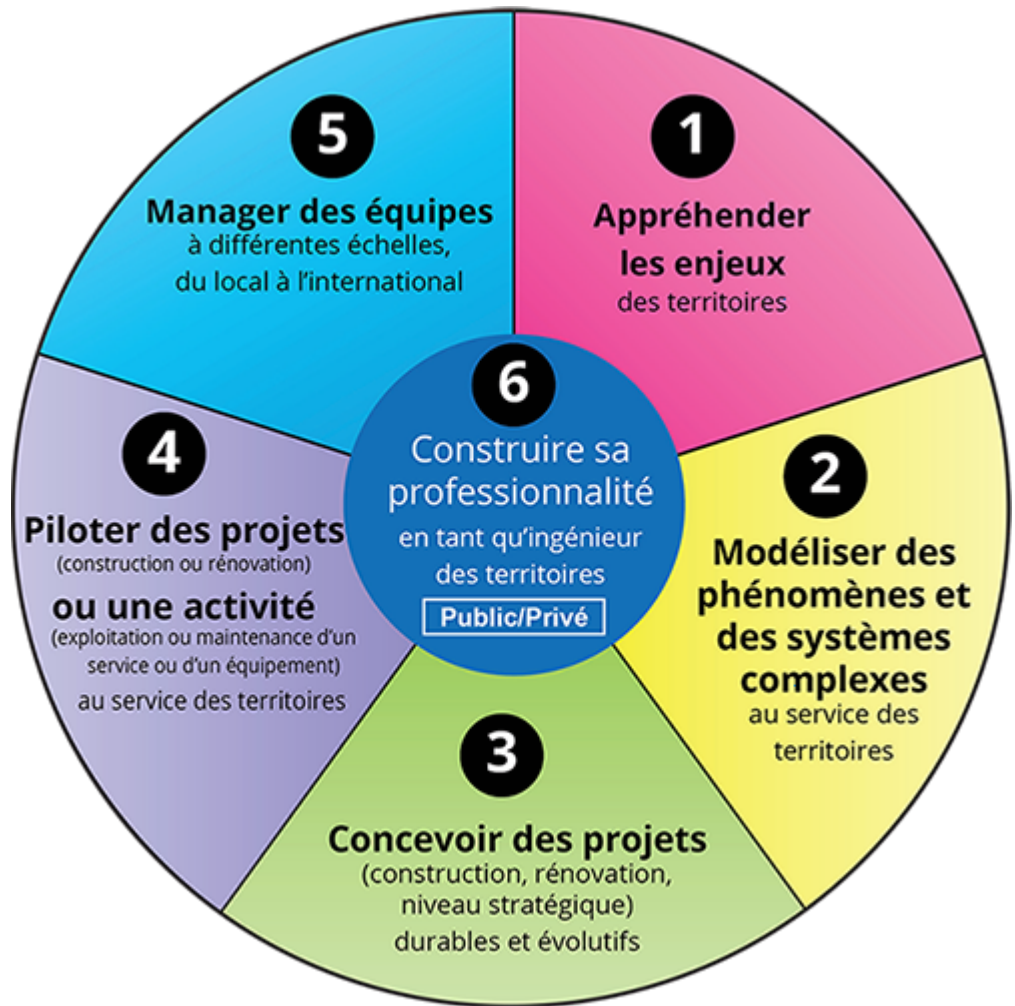 1
Appréhender
les enjeux
des territoires
2
Modéliser des
phénomènes et
des systèmes
complexes
au service des
territoires
3
Concevoir des projets
(construction, rénovation,
niveau stratégique)
durables et évolutifs
4
Piloter des projets
(construction ou rénovation)
ou une activité
(exploitation ou maintenance d'un
service ou d'un équipement)
au service des territoires
5
Manager des équipes
à différentes échelles,
du local à l'international
6
Construire sa
professionnalité
en tant qu'ingénieur
des territoires
Public/Privé